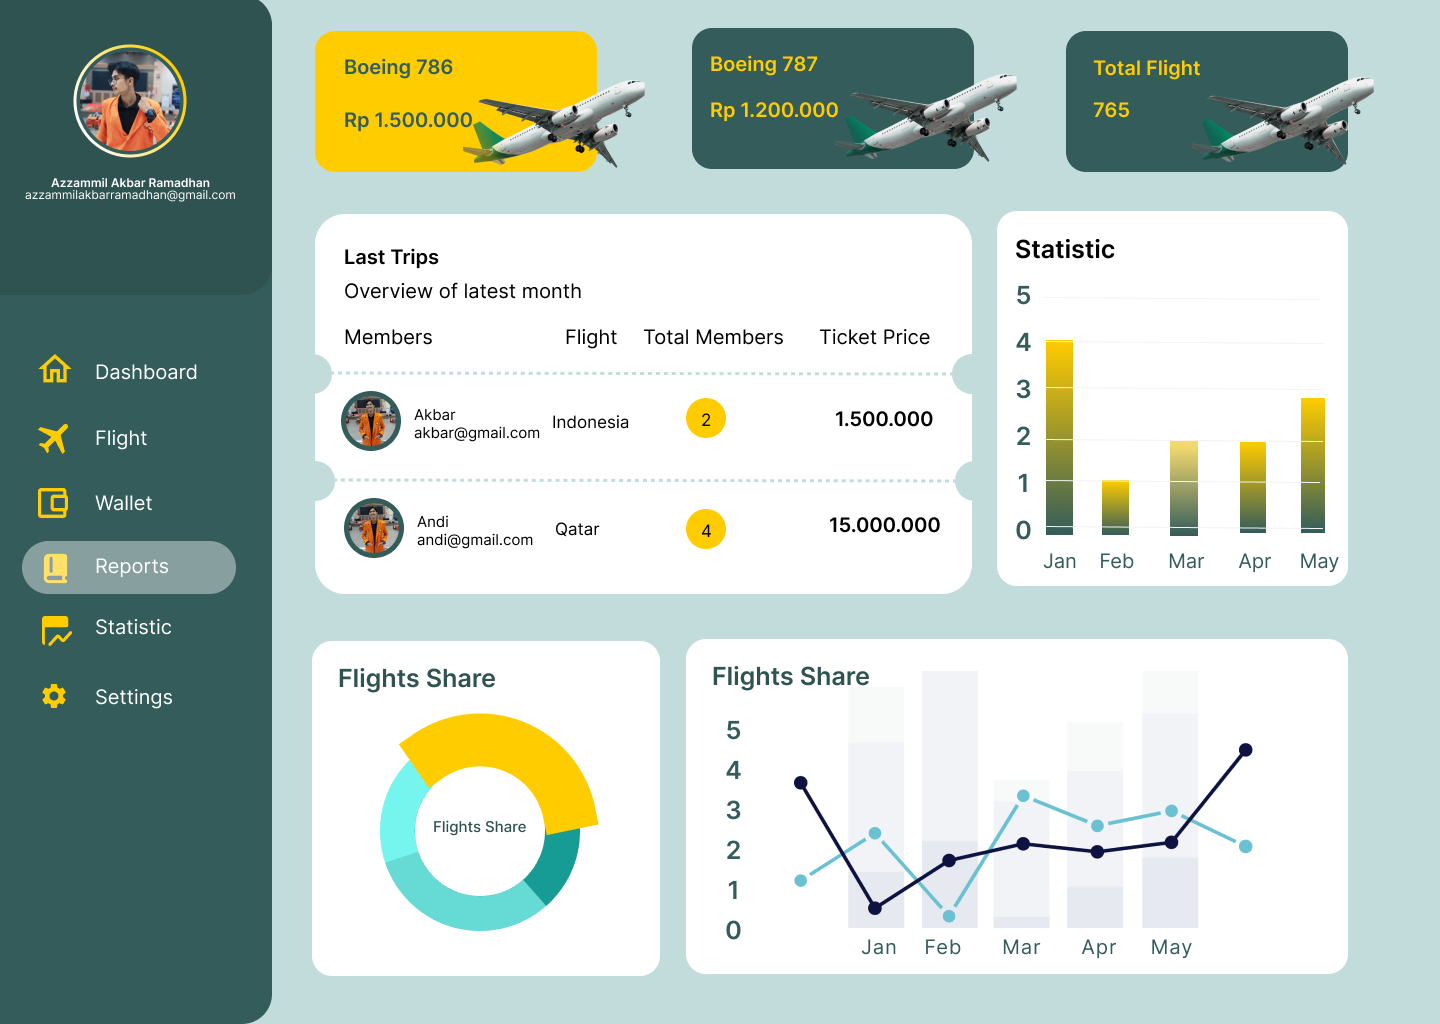 Azzammil Akbar Ramadhan
azzammilakbarramadhan@gmail.com
Dashboard
Flight
Wallet
Reports
Statistic
Settings
Boeing 786
Rp 1.500.000
Boeing 787
Rp 1.200.000
Total Flight
765
Last Trips
Overview of latest month
Members Flight Total Members Ticket Price
Akbar
akbar@gmail.com Indonesia 2 1.500.000
Andi
andi@gmail.com Qatar 4 15.000.000
Statistic
5
4
3
2
1
0
Jan Feb Mar Apr May
Flights Share
Flights Share
Flights Share
5
4
3
2
1
0
Jan Feb Mar Apr May